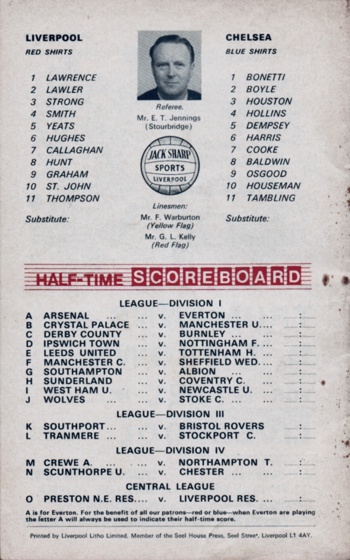 LIVERPOOL
RED SHIRTS
1 LAWRENCE
2 LAWLER
3 STRONG
4 SMITH
5 YEATS
6 HUGHES
7 CALLAGHAN
8 HUNT
9 GRAHAM
10 ST. JOHN
11 THOMPSON
Substitute:
Referee.
Mr. E. T. Jennings
(Stourbridge)
JACK SHARP
SPORTS
LIVERPOOL
Linesmen:
Mr. F. Warburton
(Yellow Flag)
Mr. G. L. Kelly
(Red Flag)
CHELSEA
BLUE SHIRTS
1 BONETTI
2 BOYLE
3 HOUSTON
4 HOLLINS
5 DEMPSEY
6 HARRIS
7 COOKE
8 BALDWIN
9 OSGOOD
10 HOUSEMAN
11 TAMBLING
Substitute:
HALF-TIME SCOREBOARD
LEAGUE—DIVISION I
A ARSENAL ... ... v. EVERTON ... ... ....:....
B CRYSTAL PALACE ... v. MANCHESTER U.... ....:....
C DERBY COUNTY ... v. BURNLEY ... ... ....:....
D IPSWICH TOWN ... v. NOTTINGHAM F. ... ....:....
E LEEDS UNITED ... v. TOTTENHAM H. ... ....:....
F MANCHESTER C. ... v. SHEFFIELD WED.... ....:....
G SOUTHAMPTON ... v. ALBION ... ... ....:....
H SUNDERLAND ... v. COVENTRY C. ... ....:....
I WEST HAM U. ... v. NEWCASTLE U. ... ....:....
J WOLVES ... ... v. STOKE C. ... ... ....:....
LEAGUE—DIVISION III
K SOUTHPORT... ... v. BRISTOL ROVERS ....:....
L TRANMERE ... ... v. STOCKPORT C. ....:....
LEAGUE—DIVISION IV
M CREWE A. ... ... v. NORTHAMPTON T. ....:....
N SCUNTHORPE U. ... v. CHESTER ... ... ....:....
CENTRAL LEAGUE
O PRESTON N.E. RES.... v. LIVERPOOL RES. ... ....:....
A is for Everton. For the benefit of all our patrons—red or blue—when Everton are playing
the letter A will always be used to indicate their half-time score.
Printed by Liverpool Litho Limited. Member of the Seel House Press, Seel Street, Liverpool L1 4AY.